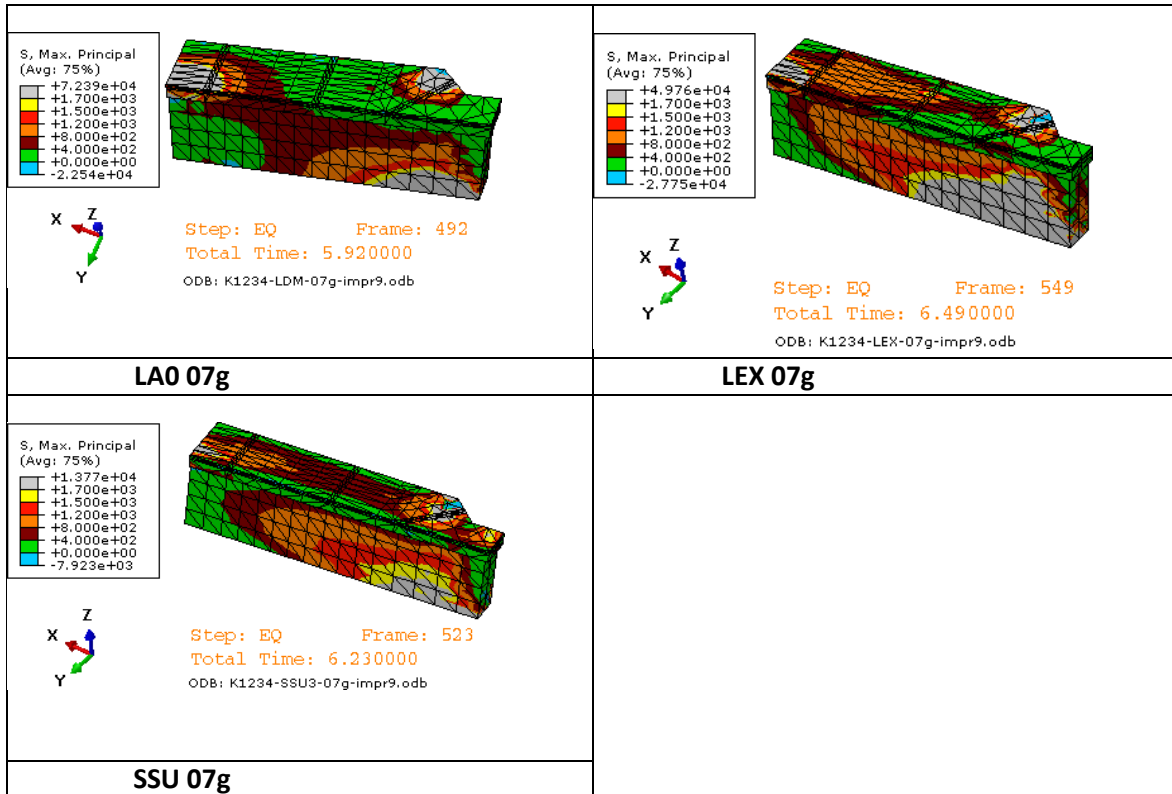 S, Max. Principal
(Avg: 75%)
+7.239e+04
+1.700e+03
+1.500e+03
+1.200e+03
+8.000e+02
+4.000e+02
+0.000e+00
-2.254e+04
X Z
Y
Step: EQ Frame: 492
Total Time: 5.920000
ODB: K1234-LDM-07g-impr9.odb
LA0 07g
S, Max. Principal
(Avg: 75%)
+4.976e+04
+1.700e+03
+1.500e+03
+1.200e+03
+8.000e+02
+4.000e+02
+0.000e+00
-2.775e+04
X Z
Y
Step: EQ Frame: 549
Total Time: 6.490000
ODB: K1234-LEX-07g-impr9.odb
LEX 07g
S, Max. Principal
(Avg: 75%)
+1.377e+04
+1.700e+03
+1.500e+03
+1.200e+03
+8.000e+02
+4.000e+02
+0.000e+00
-7.923e+03
Z
X
Y
Step: EQ Frame: 523
Total Time: 6.230000
ODB: K1234-SSU3-07g-impr9.odb
SSU 07g